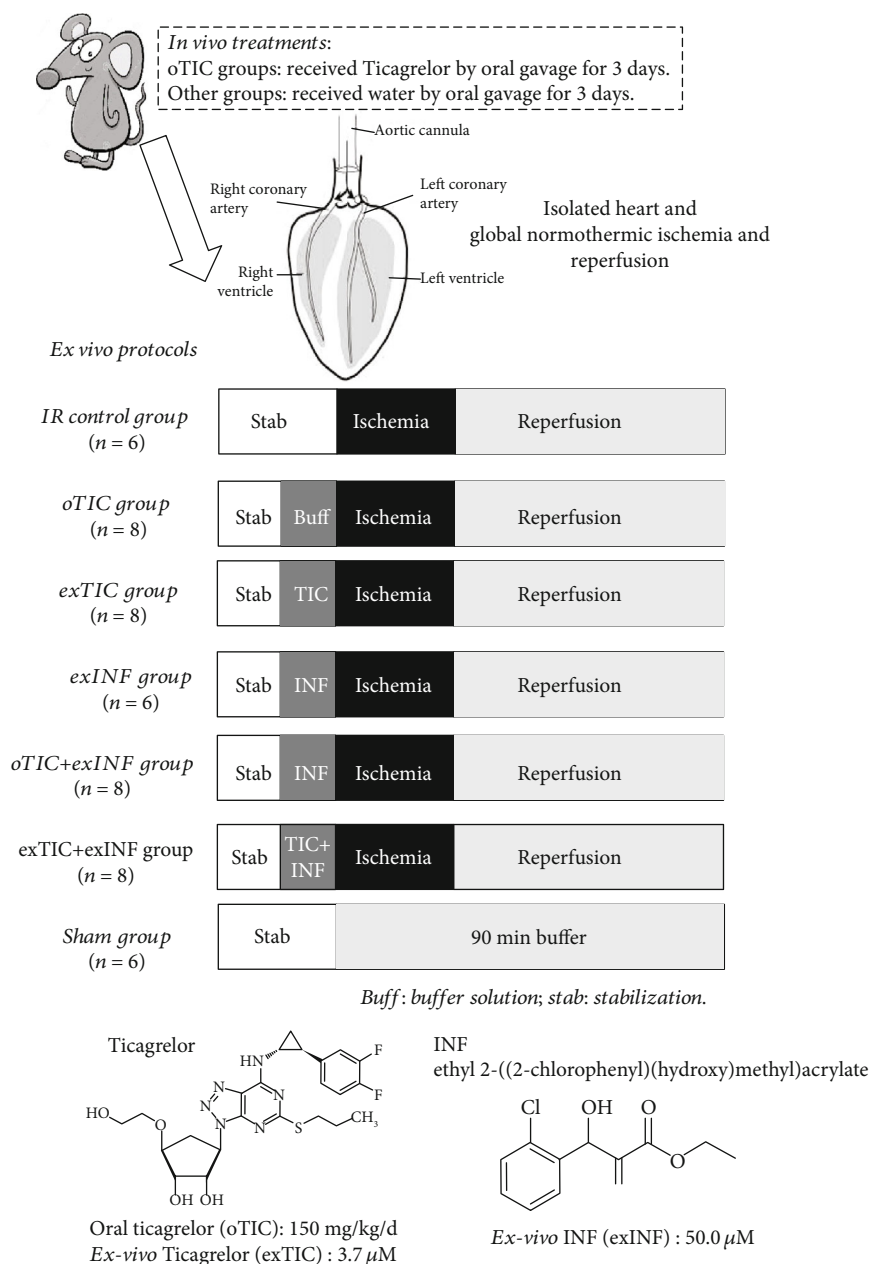 In vivo treatments:
oTIC groups: received Ticagrelor by oral gavage for 3 days.
Other groups: received water by oral gavage for 3 days.
Aortic cannula
Right coronary
artery
Left coronary
artery
Isolated heart and
global normothermic ischemia and
reperfusion
Right
ventricle
Left ventricle
Ex vivo protocols
IR control group
(n = 6)
Stab Ischemia Reperfusion
oTIC group
(n = 8)
Stab Buff Ischemia Reperfusion
exTIC group
(n = 8)
Stab TIC Ischemia Reperfusion
exINF group
(n = 6)
Stab INF Ischemia Reperfusion
oTIC+exINF group
(n = 8)
Stab INF Ischemia Reperfusion
exTIC+exINF group
(n = 8)
Stab
TIC+
INF
Ischemia Reperfusion
Sham group
(n = 6)
Stab 90 min buffer
Buff: buffer solution; stab: stabilization.
Ticagrelor
HN
F
F
N
N
N
N
N
S
CH3
HO
O
OH OH
Oral ticagrelor (oTIC): 150 mg/kg/d
Ex-vivo Ticagrelor (exTIC) : 3.7 μM
INF
ethyl 2-((2-chlorophenyl)(hydroxy)methyl)acrylate
Cl OH O
O
Ex-vivo INF (exINF) : 50.0 μM